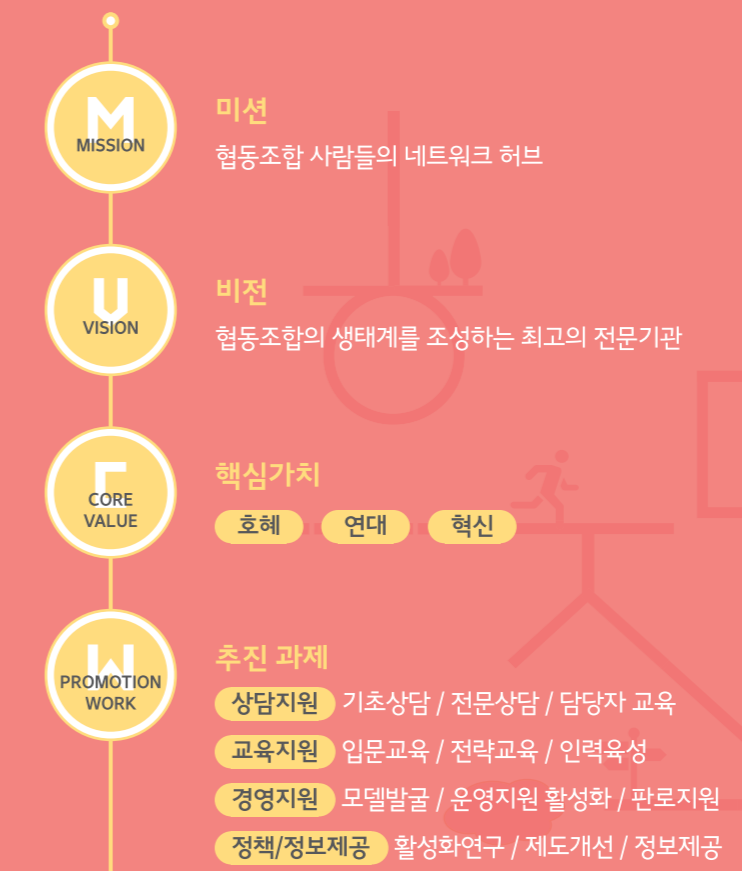 M
MISSION
미션
협동조합 사람들의 네트워크 허브
V
VISION
비전
협동조합의 생태계를 조성하는 최고의 전문기관
C
CORE
VALUE
핵심가치
호혜 연대 혁신
W
PROMOTION
WORK
추진 과제
상담지원 기초상담 / 전문상담 / 담당자 교육
교육지원 입문교육 / 전략교육 / 인력육성
경영지원 모델발굴 / 운영지원 활성화 / 판로지원
정책/정보제공 활성화연구 / 제도개선 / 정보제공